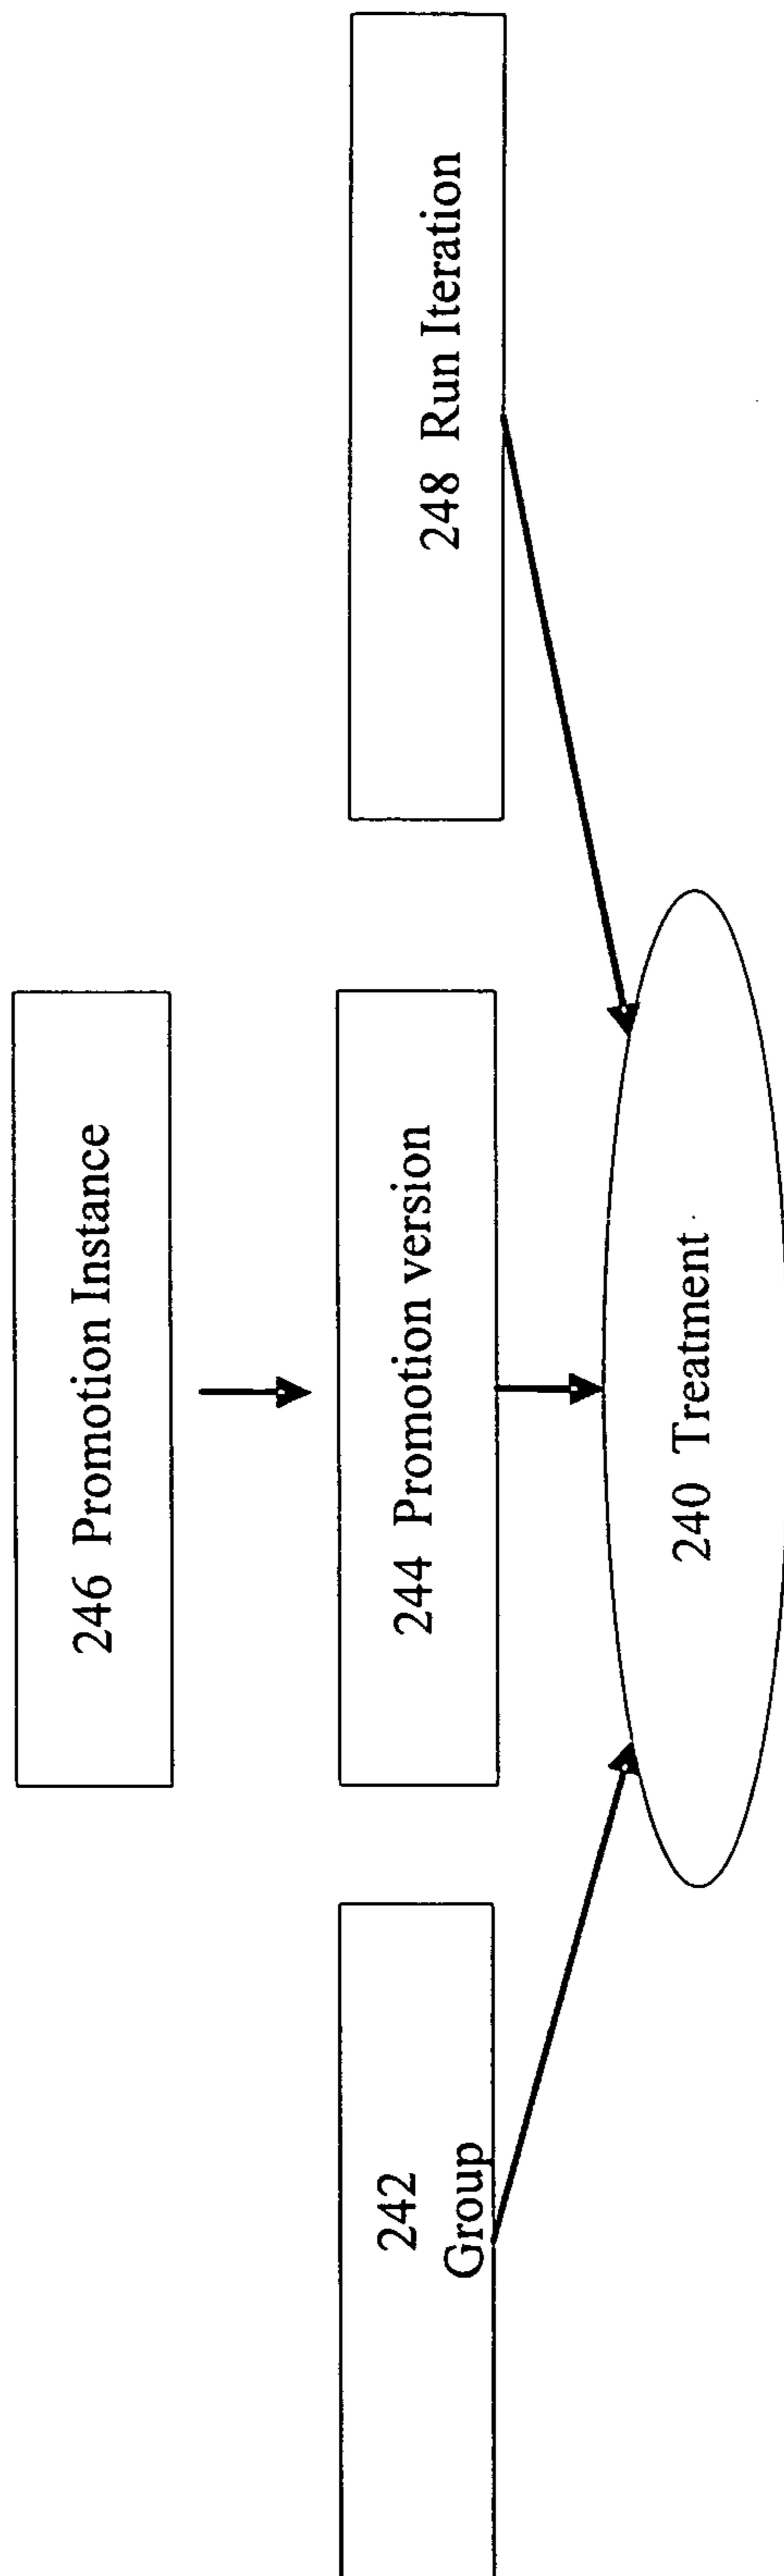 246 Promotion Instance
242
Group
244 Promotion version
248 Run Iteration
240 Treatment